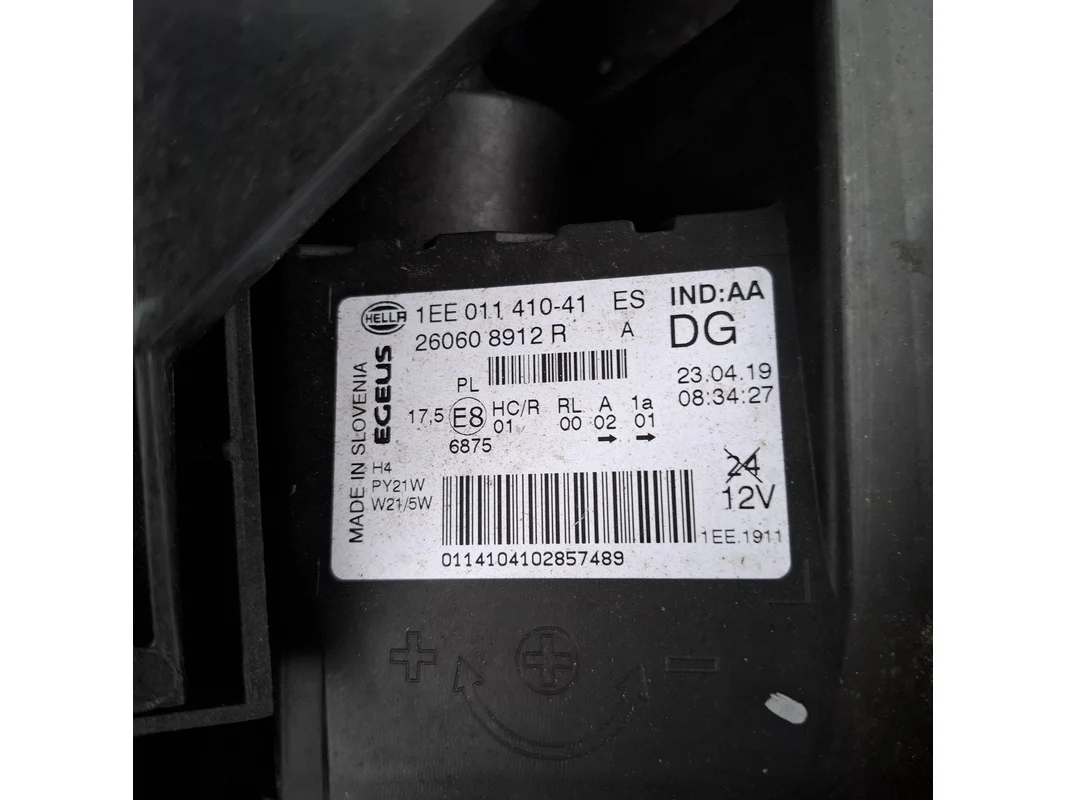 HELLA 1EE 011 410-41 ES IND:AA
26060 8912 R A DG
PL 23.04.19
08:34:27
17,5 E8 HC/R RL A 1a
01 00 02 01
6875 → →
MADE IN SLOVENIA
EGEUS
H4
PY21W
W21/5W
24
12V
1EE.1911
0114104102857489
+ + −